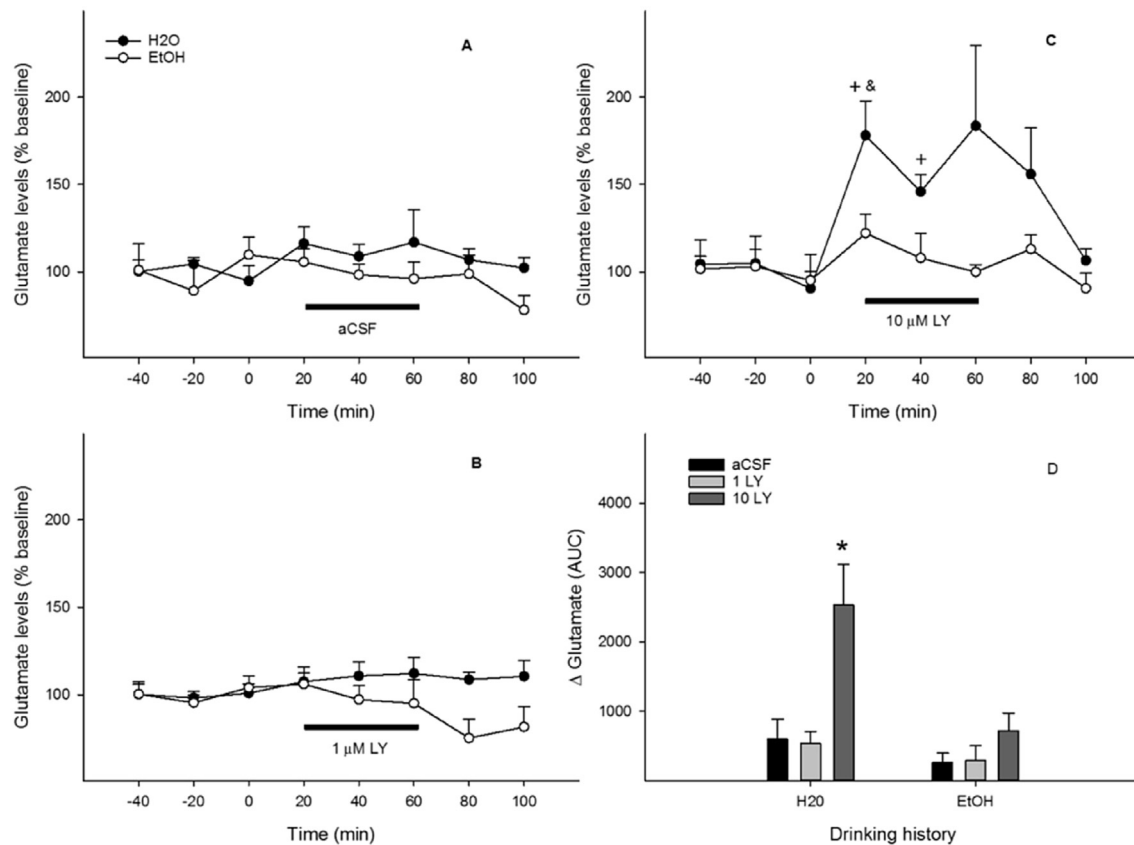 H2O
EtOH
A
200
150
100
Glutamate levels (% baseline)
aCSF
-40 -20 0 20 40 60 80 100
Time (min)
C
+ &
+
200
150
100
Glutamate levels (% baseline)
10 µM LY
-40 -20 0 20 40 60 80 100
Time (min)
B
200
150
100
Glutamate levels (% baseline)
1 µM LY
-40 -20 0 20 40 60 80 100
Time (min)
aCSF
1 LY
10 LY
D
*
4000
3000
2000
1000
Δ Glutamate (AUC)
H20 EtOH
Drinking history